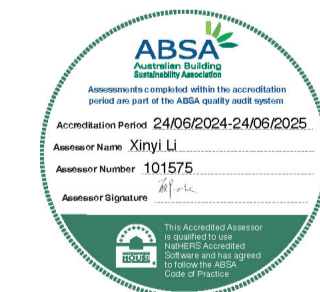 ABSA
Australian Building
Sustainability Association
Assessments completed within the accreditation
period are part of the ABSA quality audit system
Accreditation Period 24/06/2024-24/06/2025
Assessor Name Xinyi Li
Assessor Number 101575
Assessor Signature
This Accredited Assessor
is qualified to use
NatHERS Accredited
Software and has agreed
to follow the ABSA
Code of Practice
HOUSE